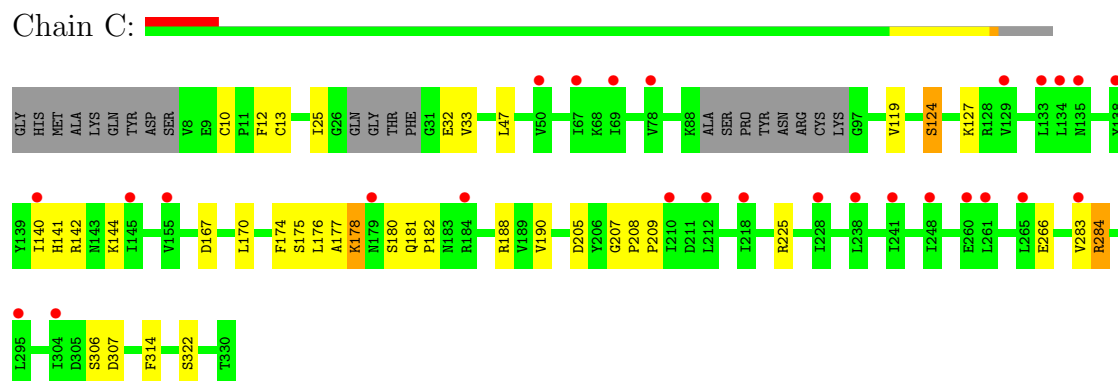 Chain C:
GLY HIS MET ALA LYS GLN TYR ASP SER V8 E9 C10 P11 F12 C13 I25 G26 GLN GLY THR PHE G31 E32 V33 L47 V50 I67 K68 I69 V78 K88 ALA SER PRO TYR ASN ARG CYS LYS G97 V119 S124 K127 R128 V129 L133 L134 N135
Y139 I140 H141 R142 N143 K144 I145 V155 D167 L170 F174 S175 L176 A177 K178 N179 S180 Q181 P182 N183 R184 R188 V189 V190 D205 Y206 G207 P208 P209 I210 D211 L212 I218 R225 I228 L238 I241 I248 E260 L261 L265 E266 V283 R284
L295 I304 D305 S306 D307 F314 S322 T330